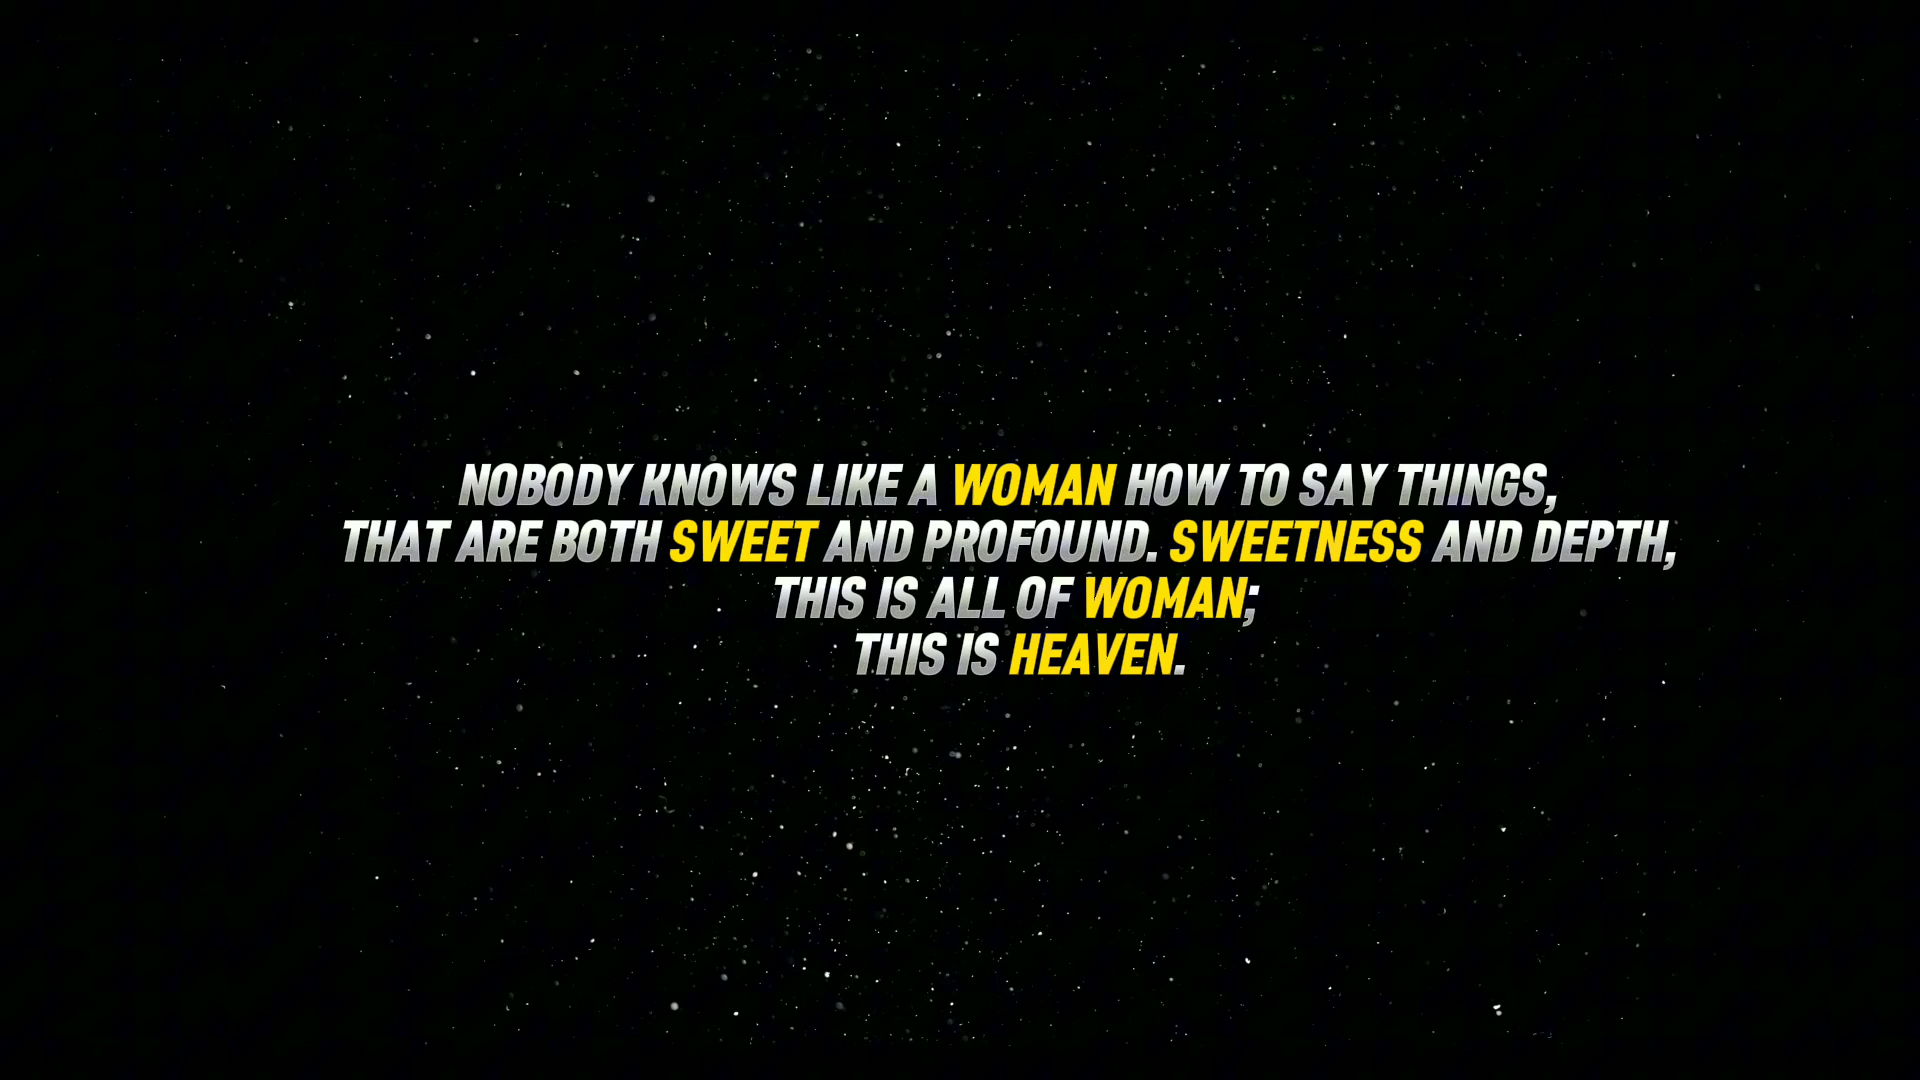 NOBODY KNOWS LIKE A WOMAN HOW TO SAY THINGS,
THAT ARE BOTH SWEET AND PROFOUND. SWEETNESS AND DEPTH,
THIS IS ALL OF WOMAN;
THIS IS HEAVEN.